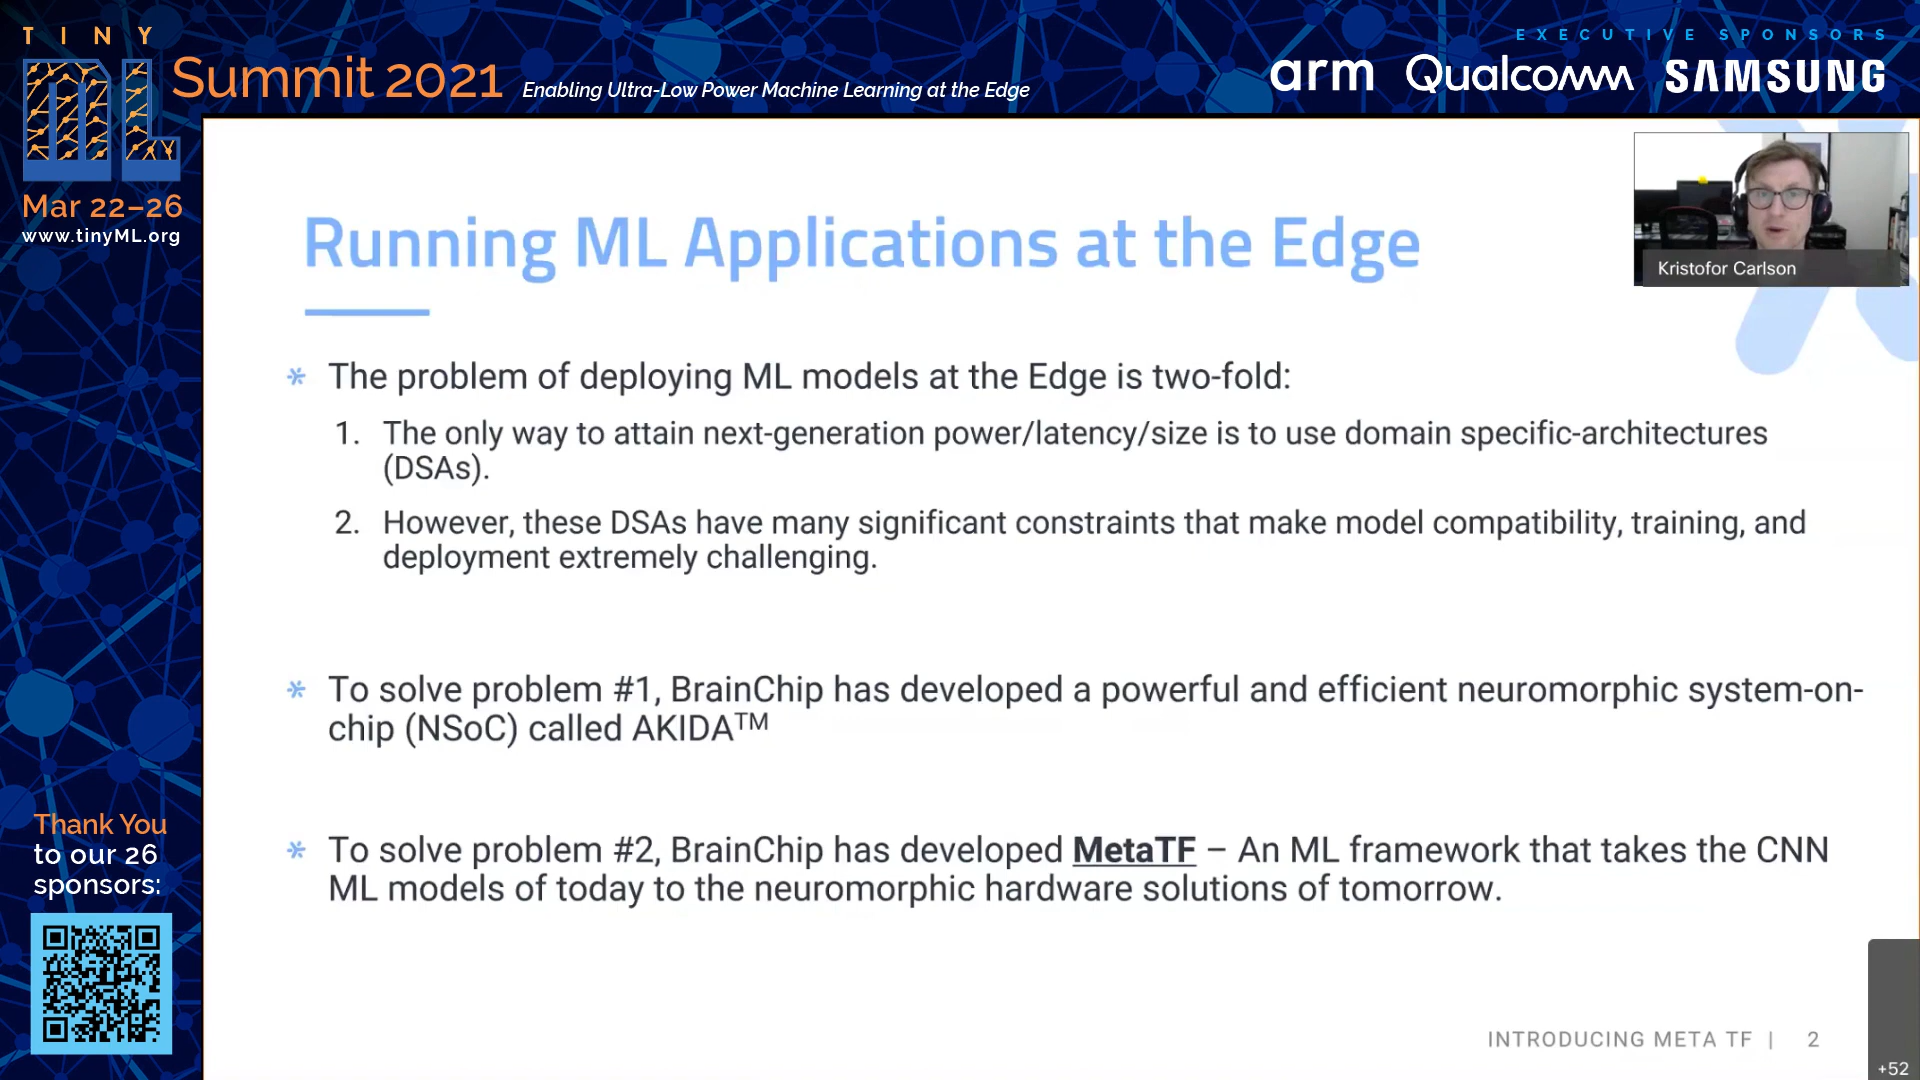 TINY
ML
Summit 2021
Enabling Ultra-Low Power Machine Learning at the Edge
EXECUTIVE SPONSORS
arm Qualcomm SAMSUNG
Mar 22–26
www.tinyML.org
Kristofor Carlson
Running ML Applications at the Edge
The problem of deploying ML models at the Edge is two-fold:
1. The only way to attain next-generation power/latency/size is to use domain specific-architectures
(DSAs).
2. However, these DSAs have many significant constraints that make model compatibility, training, and
deployment extremely challenging.
To solve problem #1, BrainChip has developed a powerful and efficient neuromorphic system-on-
chip (NSoC) called AKIDA™
To solve problem #2, BrainChip has developed MetaTF – An ML framework that takes the CNN
ML models of today to the neuromorphic hardware solutions of tomorrow.
Thank You
to our 26
sponsors:
INTRODUCING META TF | 2
+52